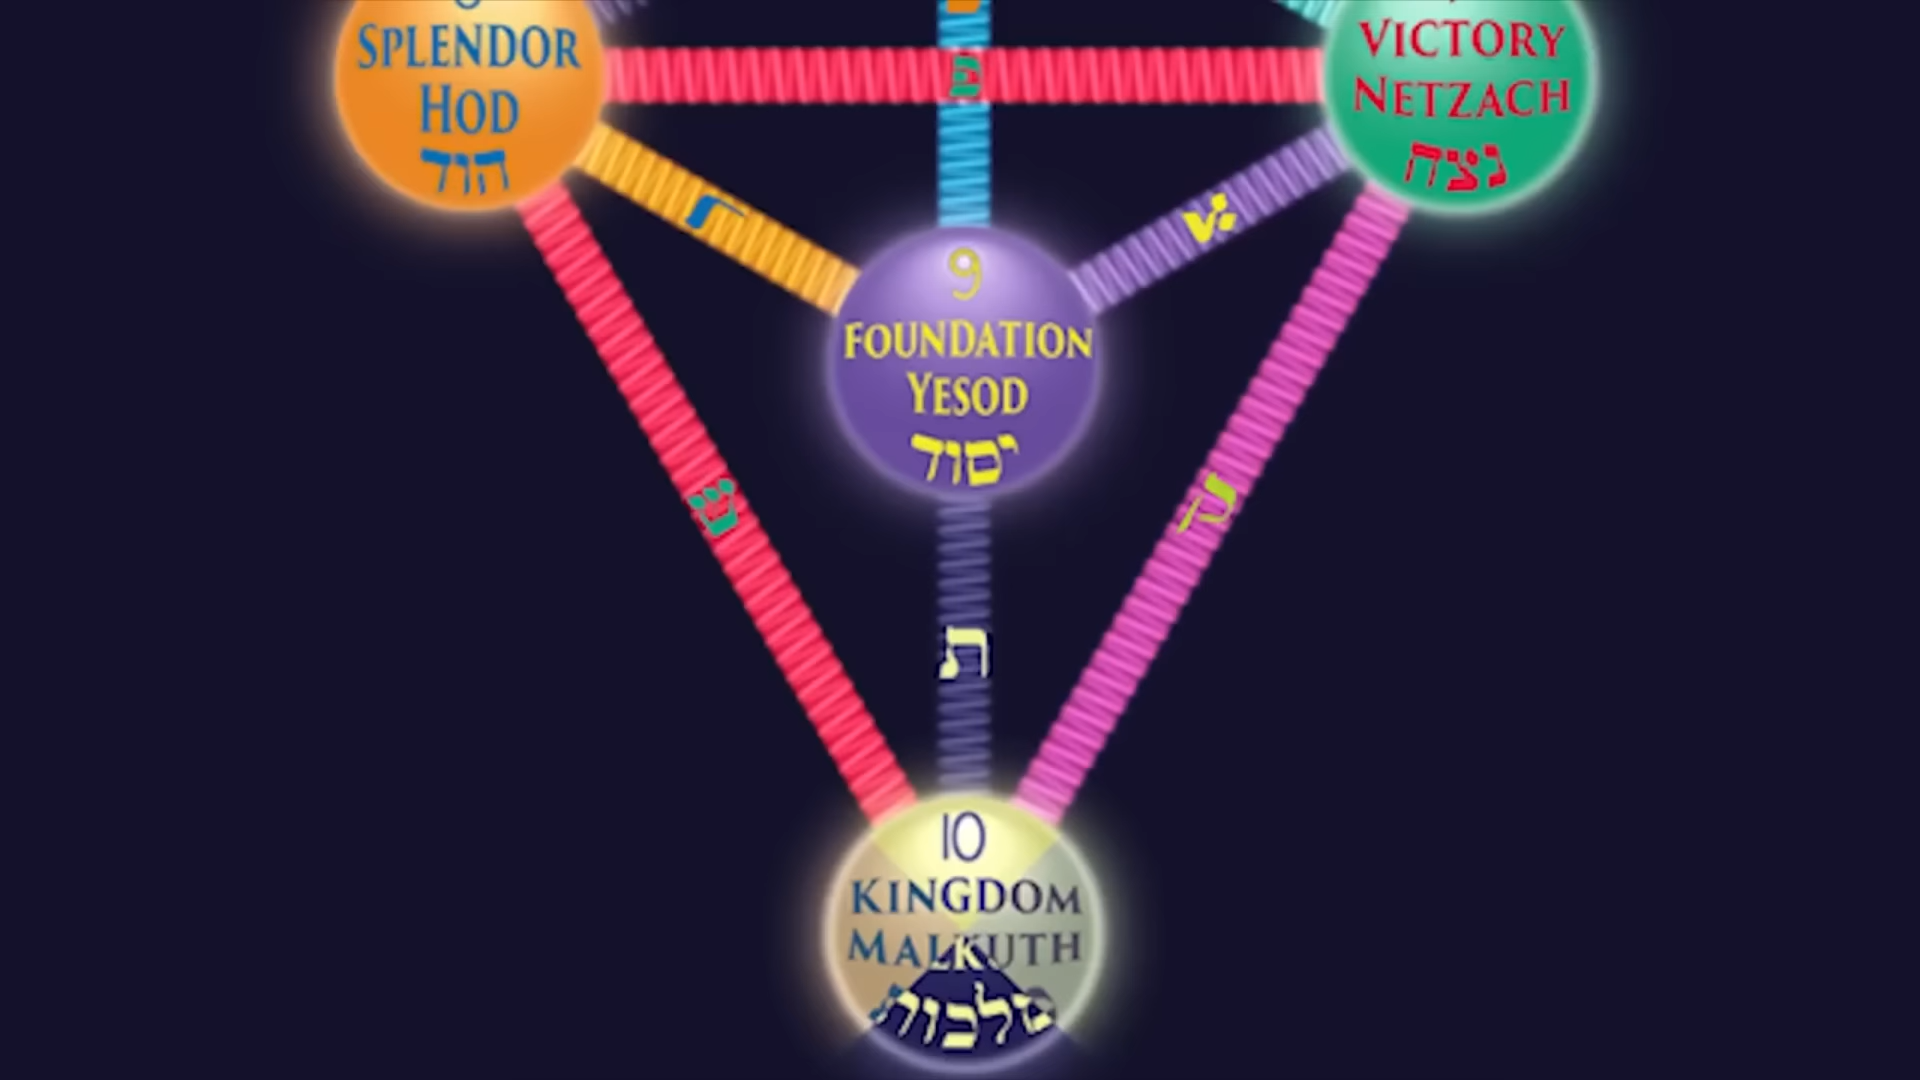 SPLENDOR
HOD
הוד
VICTORY
NETZACH
נצח
פ
ר
צ
9
FOUNDATION
YESOD
יסוד
ש
ק
ת
10
KINGDOM
MALKUTH
מלכות